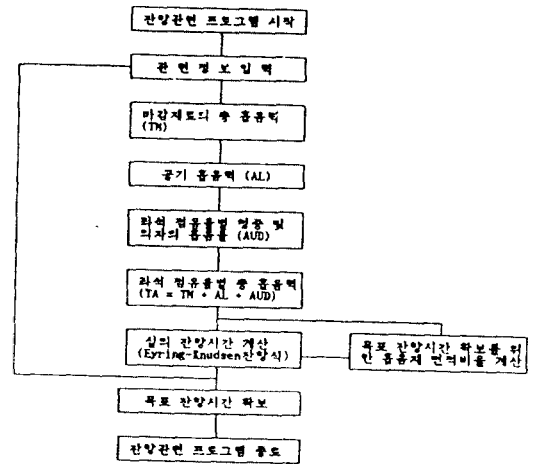 잔향관련 프로그램 시작
관련정보입력
마감재료의 총 흡음력
(TM)
공기 흡음력 (AL)
좌석 점유율별 청중 및
의자의 흡음률 (AUD)
좌석 점유율별 총 흡음력
(TA = TM + AL + AUD)
실의 잔향시간 계산
(Eyring-Knudsen잔향식)
목표 잔향시간 확보를 위
한 흡음재 면적비율 계산
목표 잔향시간 확보
잔향관련 프로그램 종료